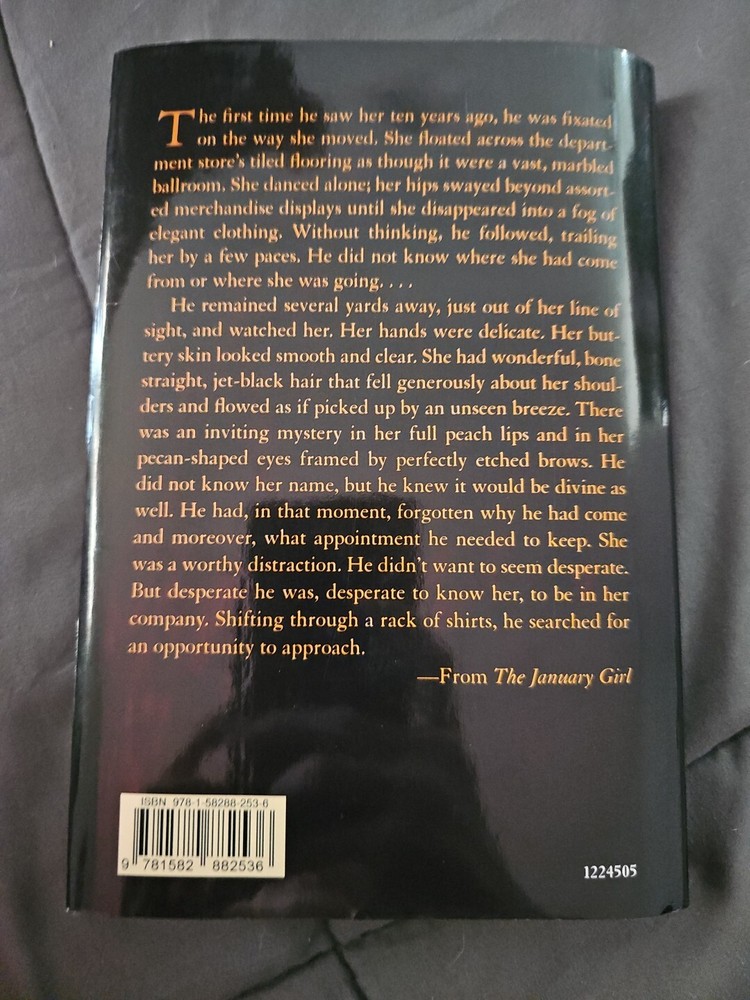 The first time he saw her ten years ago, he was fixated
on the way she moved. She floated across the depart-
ment store's tiled flooring as though it were a vast, marbled
ballroom. She danced alone; her hips swayed beyond assort-
ed merchandise displays until she disappeared into a fog of
elegant clothing. Without thinking, he followed, trailing
her by a few paces. He did not know where she had come
from or where she was going. . . .
He remained several yards away, just out of her line of
sight, and watched her. Her hands were delicate. Her but-
tery skin looked smooth and clear. She had wonderful, bone
straight, jet-black hair that fell generously about her shoul-
ders and flowed as if picked up by an unseen breeze. There
was an inviting mystery in her full peach lips and in her
pecan-shaped eyes framed by perfectly etched brows. He
did not know her name, but he knew it would be divine as
well. He had, in that moment, forgotten why he had come
and moreover, what appointment he needed to keep. She
was a worthy distraction. He didn't want to seem desperate.
But desperate he was, desperate to know her, to be in her
company. Shifting through a rack of shirts, he searched for
an opportunity to approach.
—From The January Girl
ISBN 978-1-58288-253-6
9 781582 882536
1224505